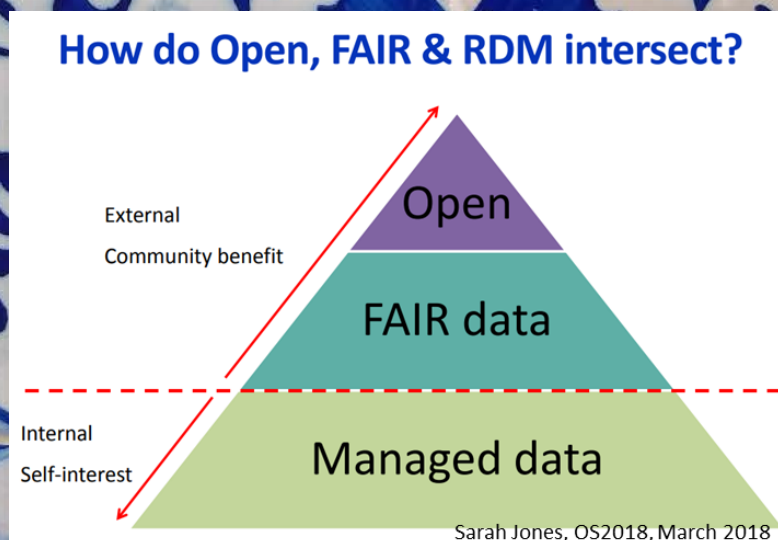 How do Open, FAIR & RDM intersect?
Open
External
Community benefit
FAIR data
Internal
Self-interest
Managed data
Sarah Jones, OS2018, March 2018